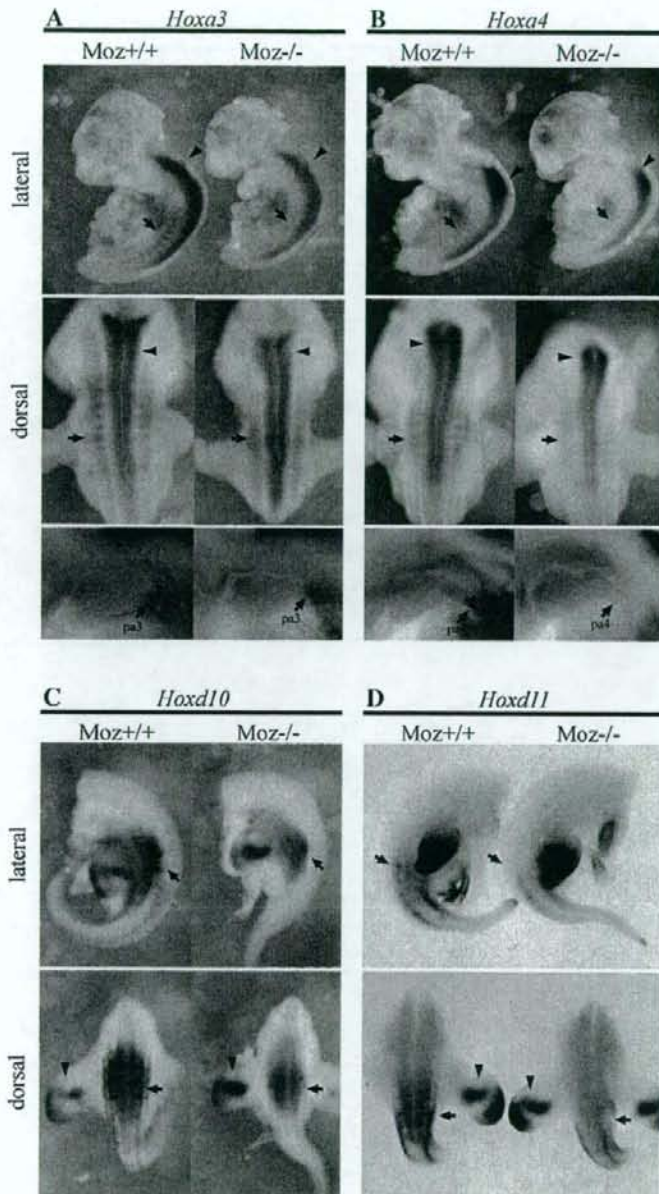 A Hoxa3
Moz+/+ Moz-/-
B Hoxa4
Moz+/+ Moz-/-
lateral
dorsal
pa3 pa3
pa4
C Hoxd10
Moz+/+ Moz-/-
D Hoxd11
Moz+/+ Moz-/-
lateral
dorsal